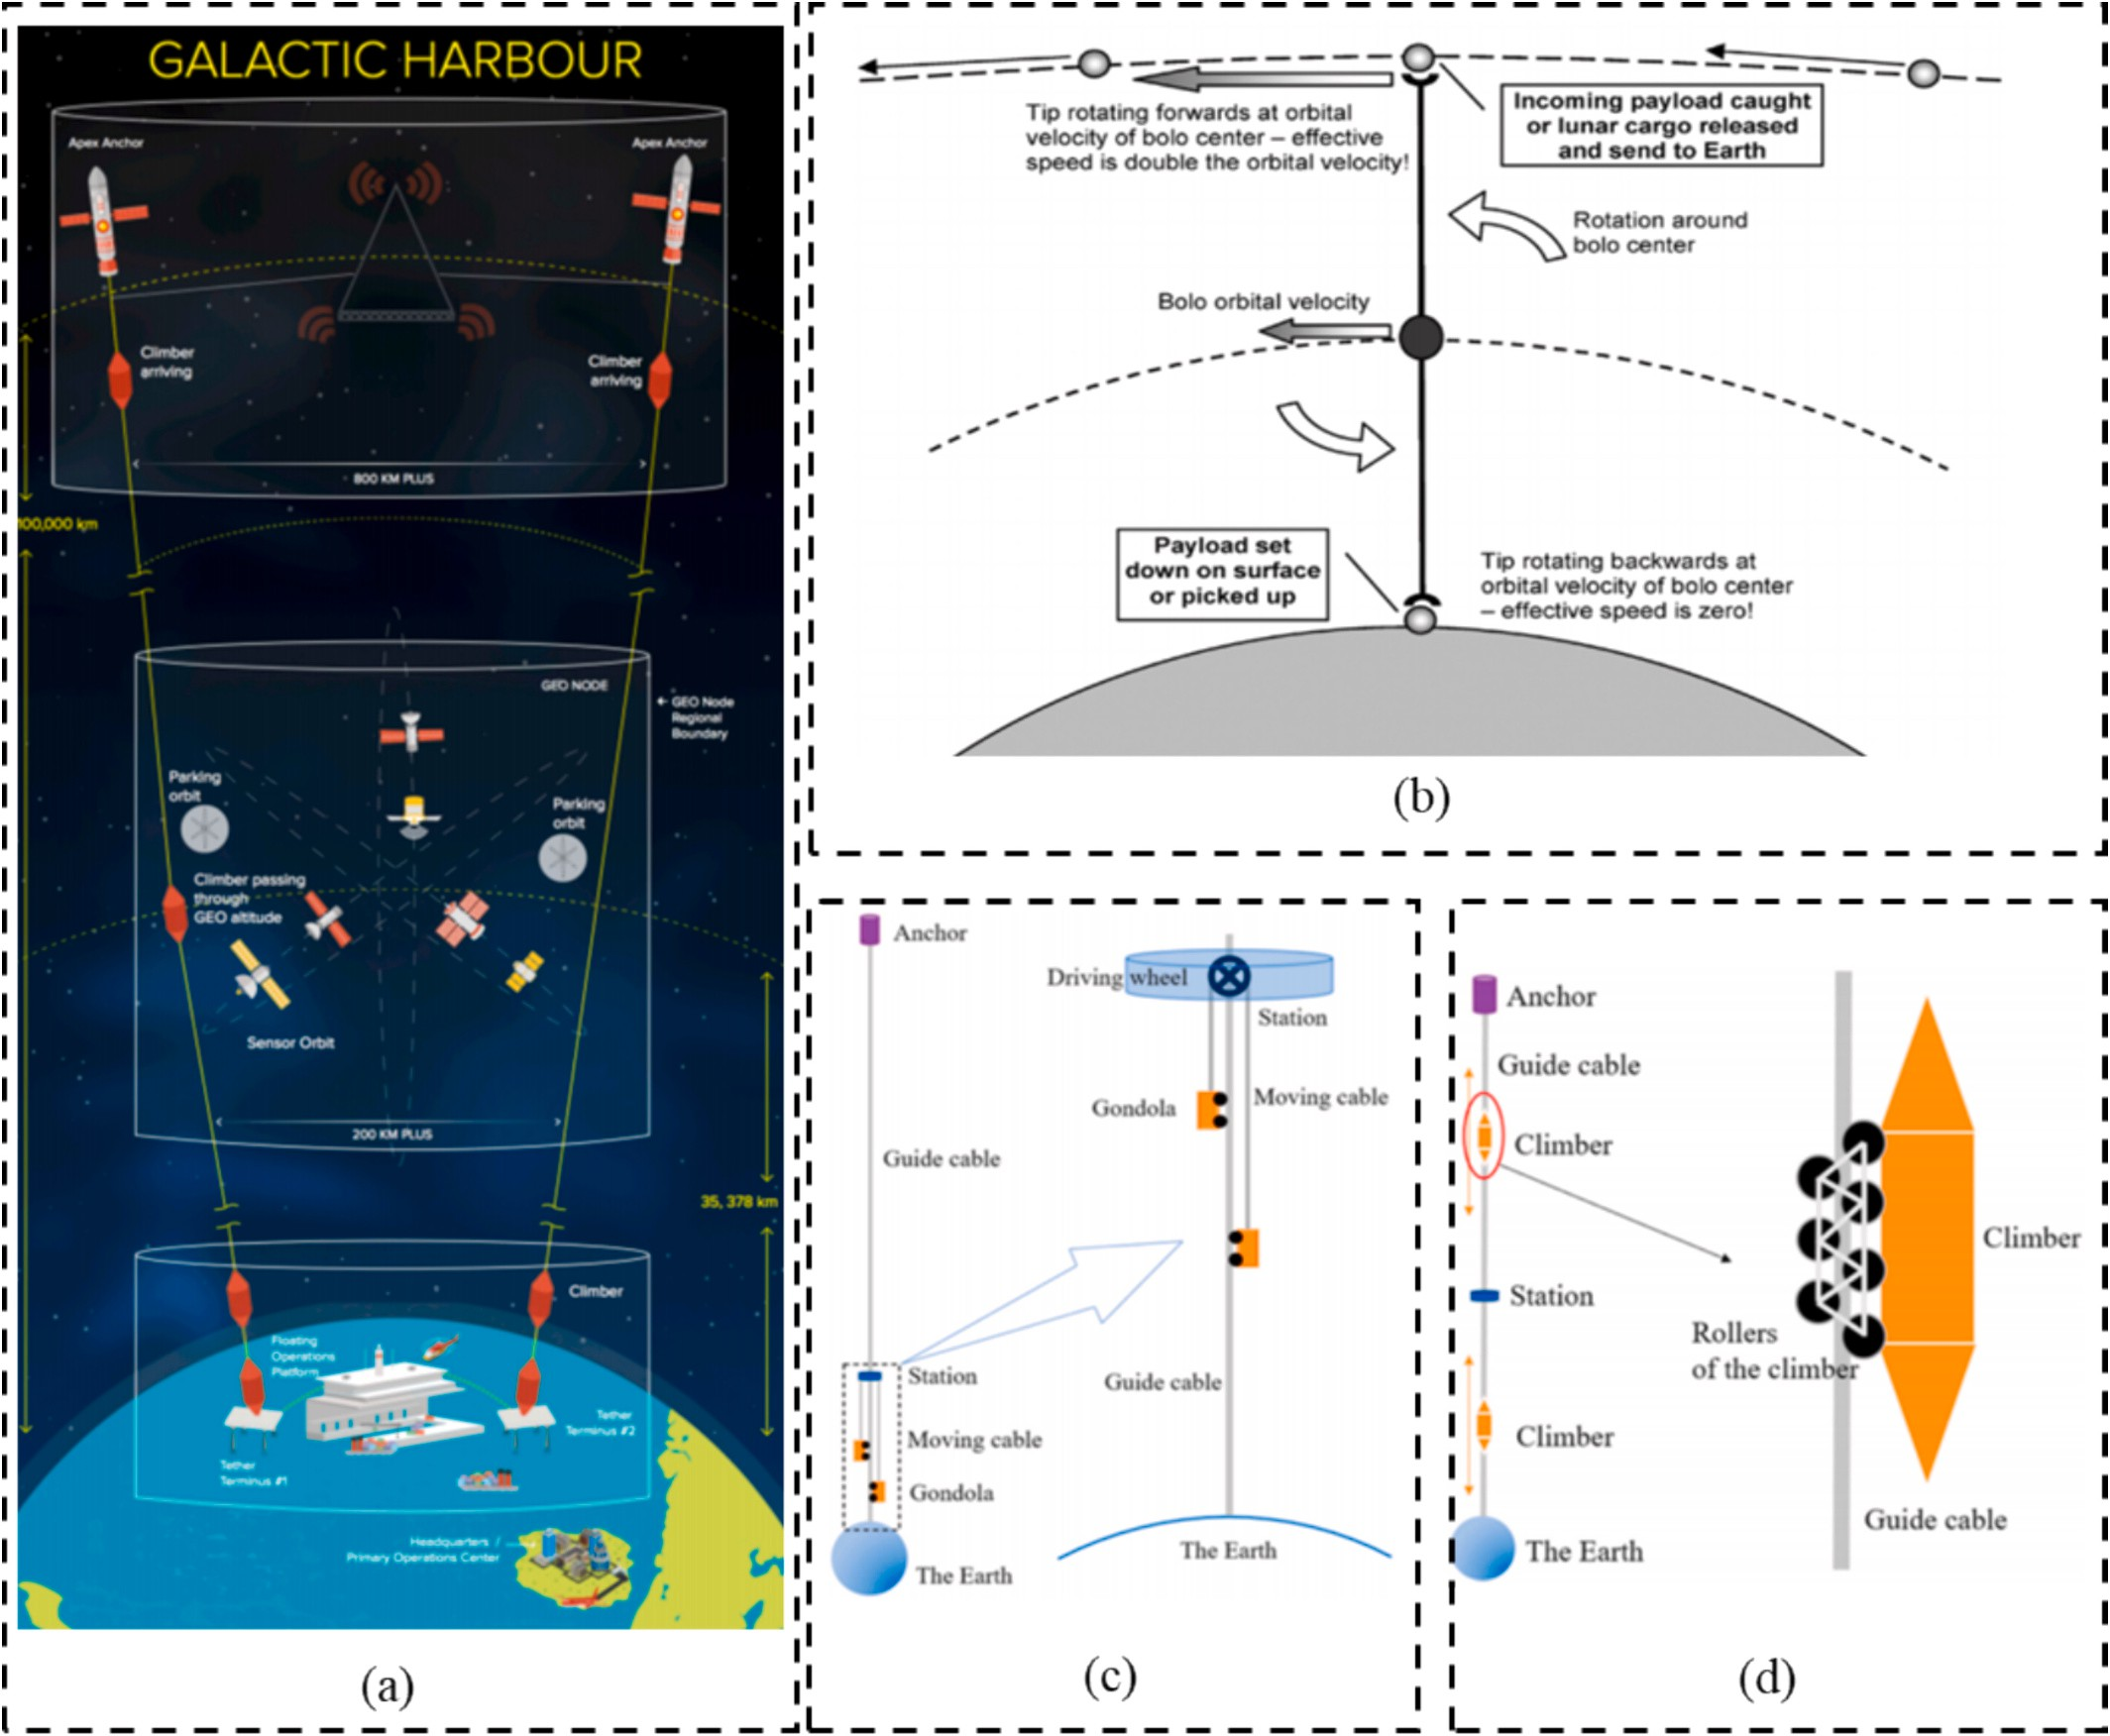 GALACTIC HARBOUR
Apex Anchor
Apex Anchor
Climber
arriving
Climber
arriving
800 KM PLUS
100,000 km
GEO NODE
GEO Node
Regional
Boundary
Parking
orbit
Parking
orbit
Climber passing
through
GEO altitude
Sensor Orbit
200 KM PLUS
35, 378 km
Climber
Floating
Operations
Platform
Tether
Terminus #2
Tether
Terminus #1
Headquarters /
Primary Operations Center
(a)
Tip rotating forwards at orbital
velocity of bolo center – effective
speed is double the orbital velocity!
Incoming payload caught
or lunar cargo released
and send to Earth
Rotation around
bolo center
Bolo orbital velocity
Payload set
down on surface
or picked up
Tip rotating backwards at
orbital velocity of bolo center
– effective speed is zero!
(b)
Anchor
Guide cable
Station
Moving cable
Gondola
The Earth
Driving wheel
Station
Gondola
Moving cable
Guide cable
The Earth
(c)
Anchor
Guide cable
Climber
Station
Climber
The Earth
Rollers
of the climber
Climber
Guide cable
(d)